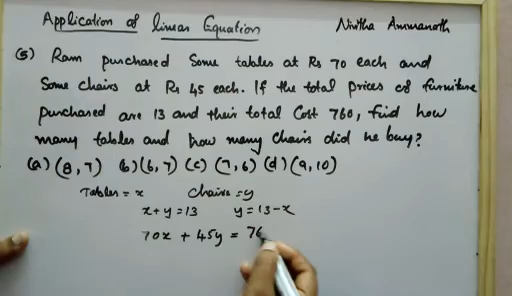 Application of linear Equation
Nivtha Ammanath
(5) Ram purchased Some tables at Rs 70 each and
Some chairs at Rs 45 each. If the total prices of furniture
purchased are 13 and their total Cost 760, find how
many tables and how many Chairs did he buy?
(a) (8,7) (b) (6,7) (c) (7,6) (d) (9,10)
Tables = x Chairs = y
x+y=13 y=13-x
70x + 45y = 76